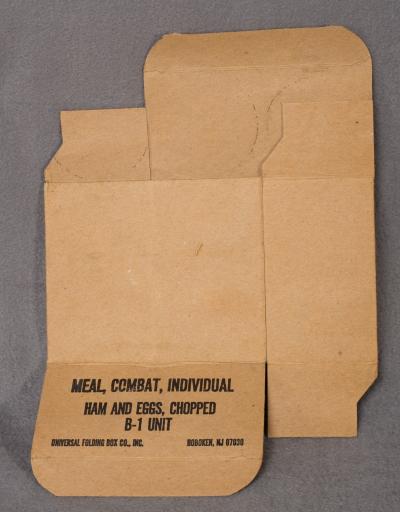 MEAL, COMBAT, INDIVIDUAL
HAM AND EGGS, CHOPPED
B-1 UNIT
UNIVERSAL FOLDING BOX CO., INC. HOBOKEN, NJ 07030